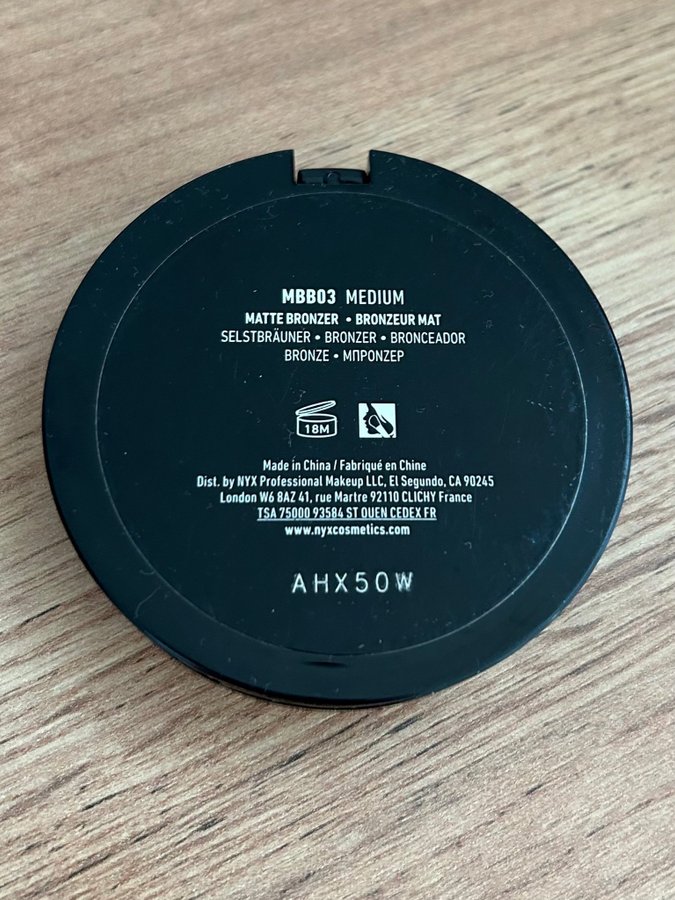 MBB03 MEDIUM
MATTE BRONZER • BRONZEUR MAT
SELSTBRÄUNER • BRONZER • BRONCEADOR
BRONZE • ΜΠΡΟΝΖΕΡ
18M
Made in China / Fabriqué en Chine
Dist. by NYX Professional Makeup LLC, El Segundo, CA 90245
London W6 8AZ 41, rue Martre 92110 CLICHY France
TSA 75000 93584 ST OUEN CEDEX FR
www.nyxcosmetics.com
AHX50W